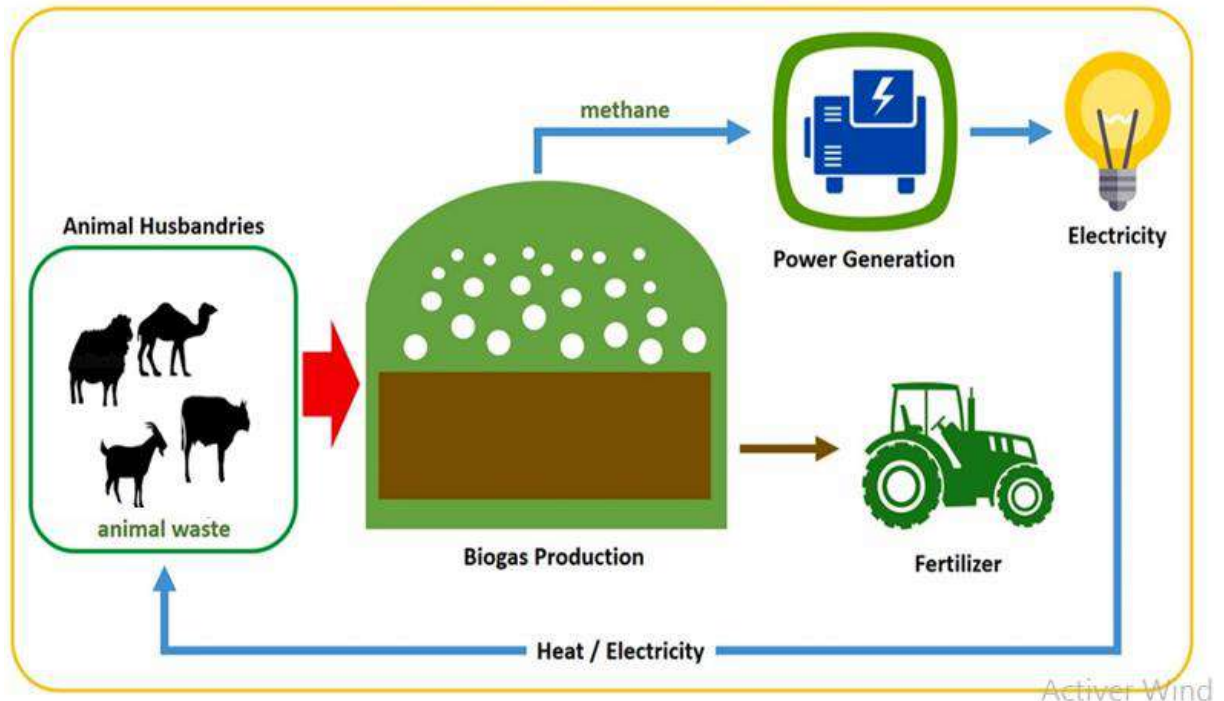 methane
Animal Husbandries
Electricity
Power Generation
animal waste
Biogas Production
Fertilizer
Heat / Electricity
Activer Wind